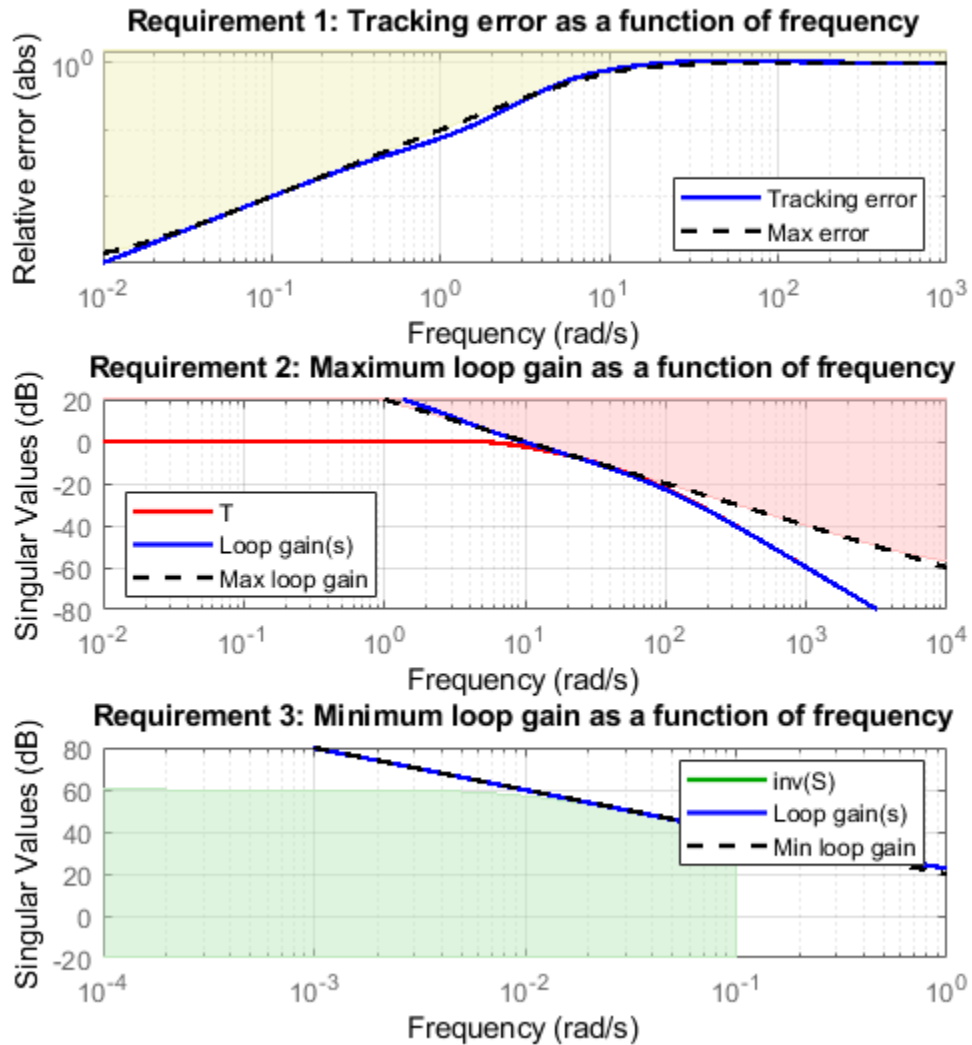 Requirement 1: Tracking error as a function of frequency
Relative error (abs)
10^0
Tracking error
Max error
10^-2 10^-1 10^0 10^1 10^2 10^3
Frequency (rad/s)
Requirement 2: Maximum loop gain as a function of frequency
Singular Values (dB)
20
0
-20
-40
-60
-80
T
Loop gain(s)
Max loop gain
10^-2 10^-1 10^0 10^1 10^2 10^3 10^4
Frequency (rad/s)
Requirement 3: Minimum loop gain as a function of frequency
Singular Values (dB)
80
60
40
20
0
-20
inv(S)
Loop gain(s)
Min loop gain
10^-4 10^-3 10^-2 10^-1 10^0
Frequency (rad/s)